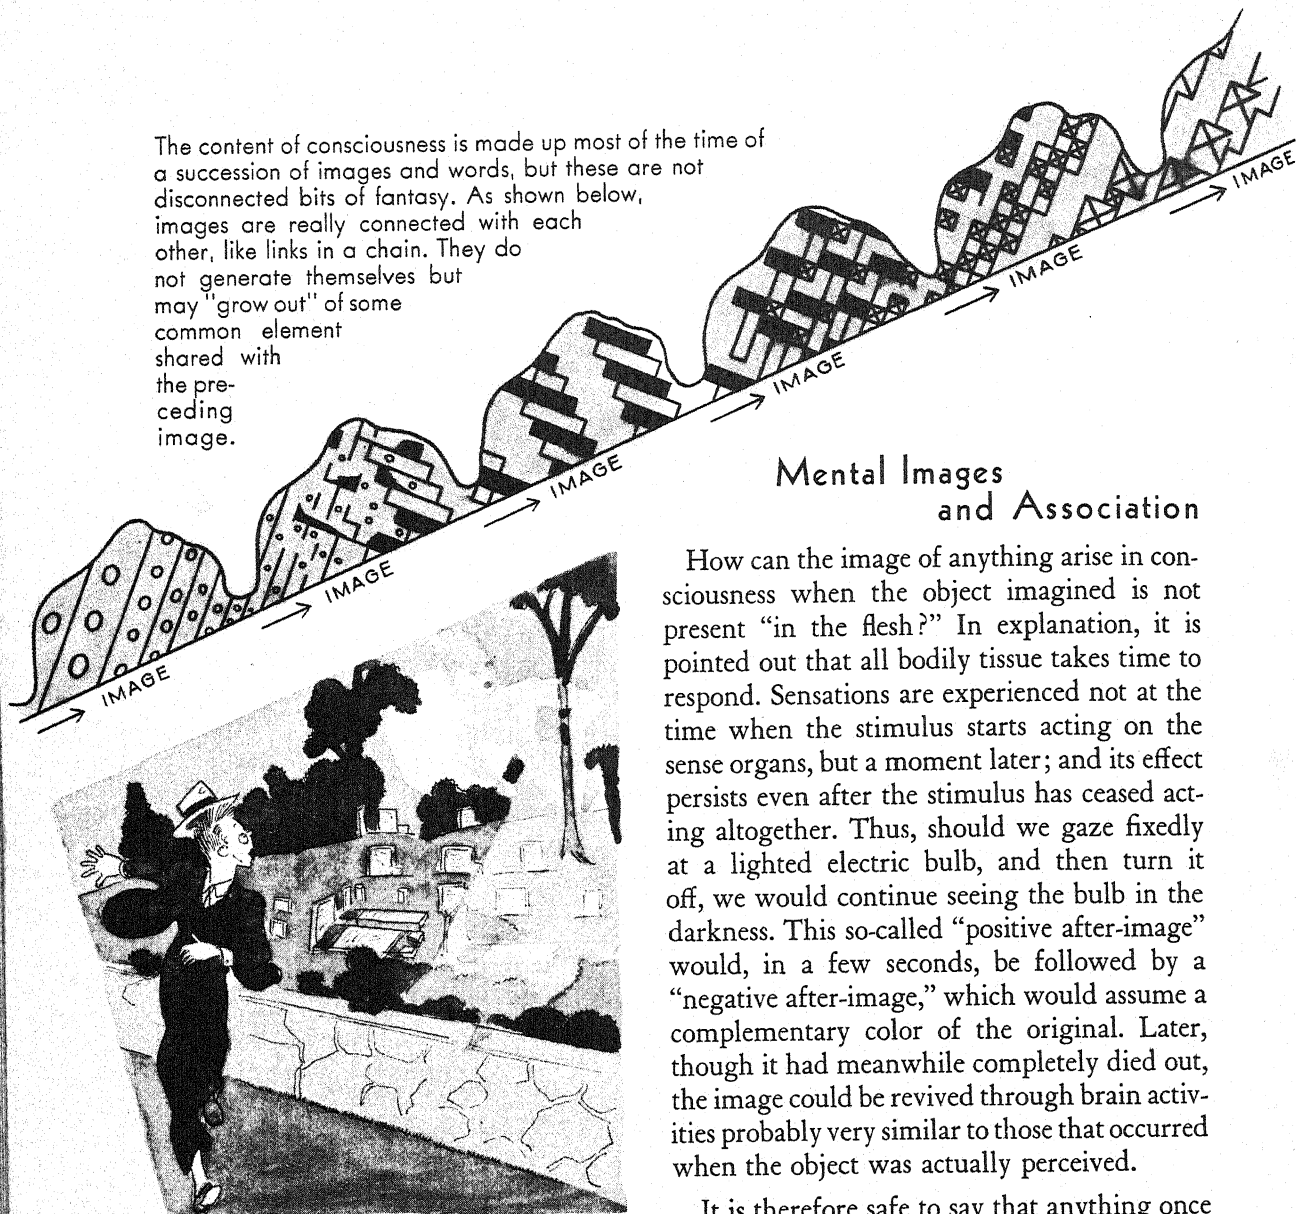 The content of consciousness is made up most of the time of
a succession of images and words, but these are not
disconnected bits of fantasy. As shown below,
images are really connected with each
other, like links in a chain. They do
not generate themselves but
may "grow out" of some
common element
shared with
the pre-
ceding
image.
IMAGE
IMAGE
IMAGE
IMAGE
IMAGE
IMAGE
Mental Images
and Association
How can the image of anything arise in con-
sciousness when the object imagined is not
present “in the flesh?” In explanation, it is
pointed out that all bodily tissue takes time to
respond. Sensations are experienced not at the
time when the stimulus starts acting on the
sense organs, but a moment later; and its effect
persists even after the stimulus has ceased act-
ing altogether. Thus, should we gaze fixedly
at a lighted electric bulb, and then turn it
off, we would continue seeing the bulb in the
darkness. This so-called “positive after-image”
would, in a few seconds, be followed by a
“negative after-image,” which would assume a
complementary color of the original. Later,
though it had meanwhile completely died out,
the image could be revived through brain activ-
ities probably very similar to those that occurred
when the object was actually perceived.
It is therefore safe to say that anything once